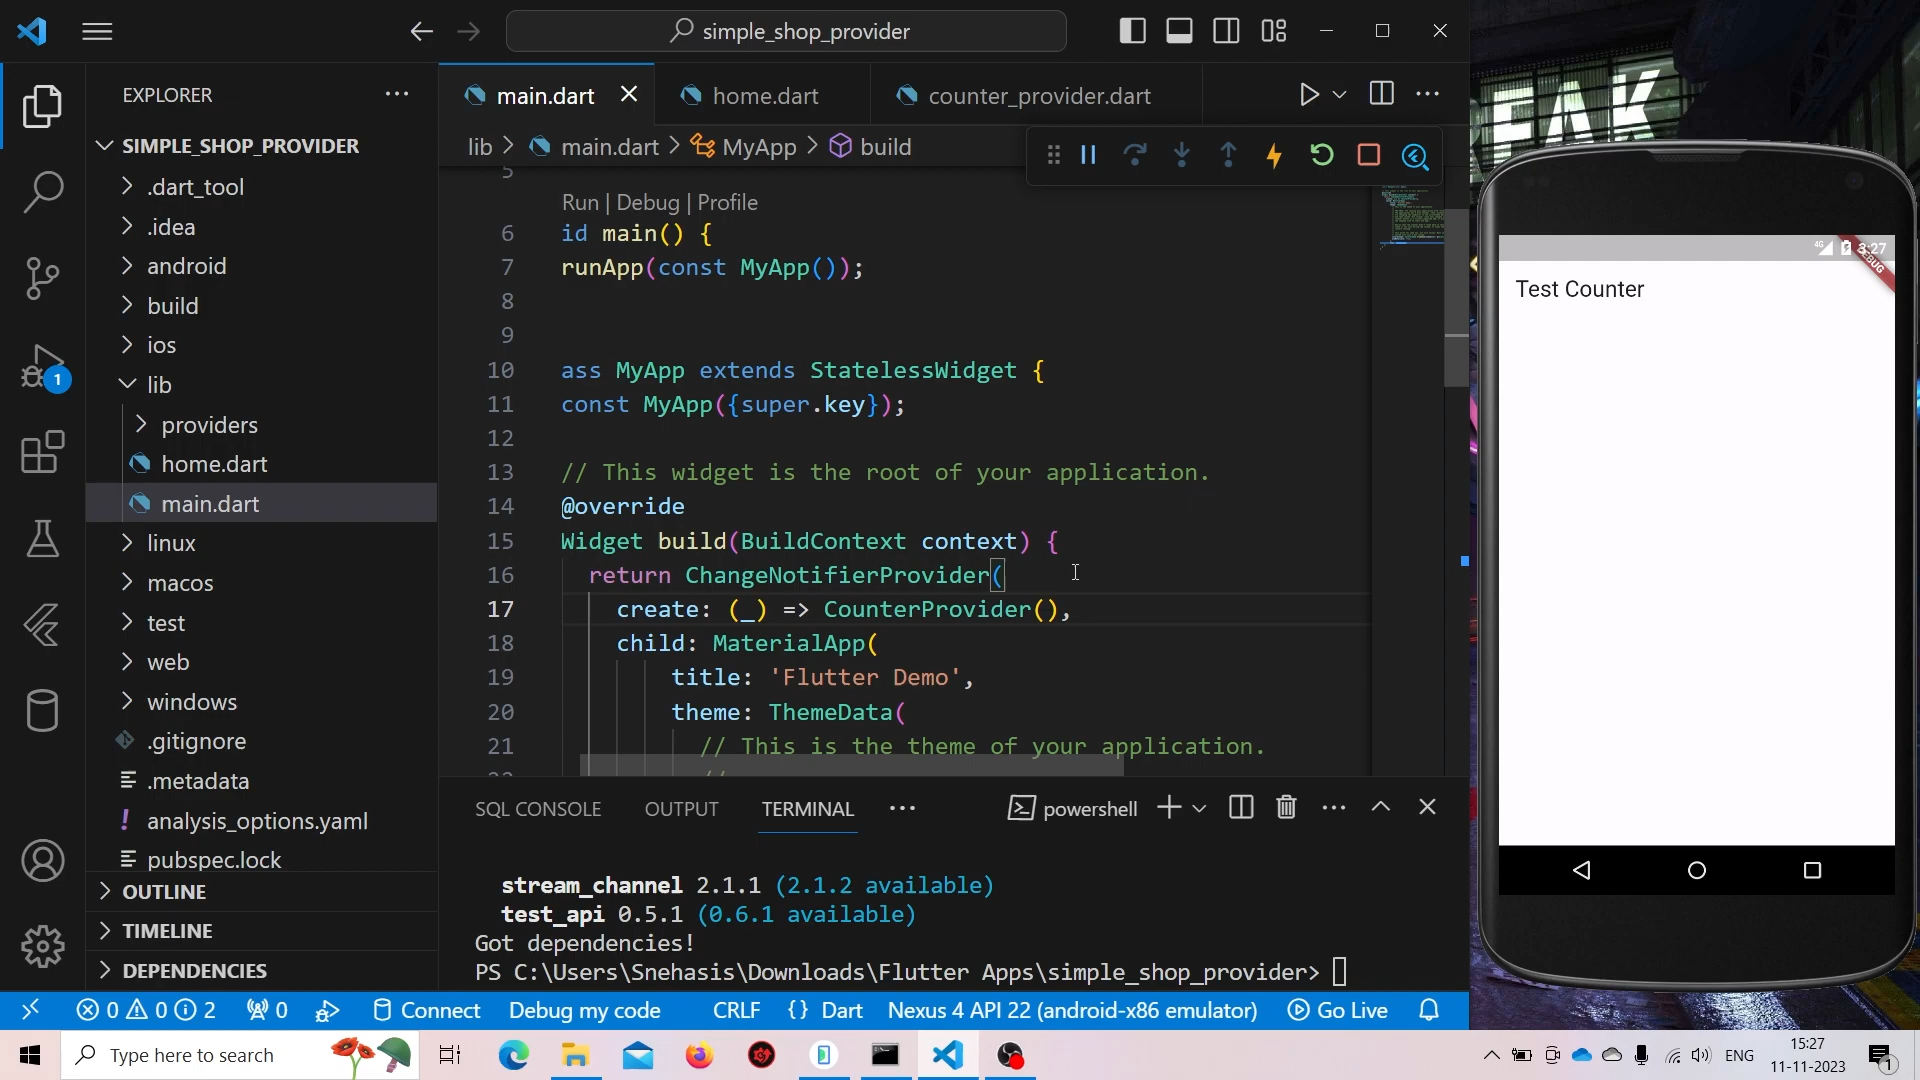 simple_shop_provider
EXPLORER
SIMPLE_SHOP_PROVIDER
.dart_tool
.idea
android
build
ios
lib
providers
home.dart
main.dart
linux
macos
test
web
windows
.gitignore
.metadata
analysis_options.yaml
pubspec.lock
OUTLINE
TIMELINE
DEPENDENCIES
1
main.dart
home.dart
counter_provider.dart
lib > main.dart > MyApp > build
5
Run | Debug | Profile
6 id main() {
7 runApp(const MyApp());
8
9
10 ass MyApp extends StatelessWidget {
11 const MyApp({super.key});
12
13 // This widget is the root of your application.
14 @override
15 Widget build(BuildContext context) {
16 return ChangeNotifierProvider(
17 create: (_) => CounterProvider(),
18 child: MaterialApp(
19 title: 'Flutter Demo',
20 theme: ThemeData(
21 // This is the theme of your application.
SQL CONSOLE OUTPUT TERMINAL
powershell
stream_channel 2.1.1 (2.1.2 available)
test_api 0.5.1 (0.6.1 available)
Got dependencies!
PS C:\Users\Snehasis\Downloads\Flutter Apps\simple_shop_provider>
0 0 2 0 Connect Debug my code CRLF {} Dart Nexus 4 API 22 (android-x86 emulator) Go Live
Type here to search
ENG
15:27
11-11-2023
1
4G 3:27
DEBUG
Test Counter